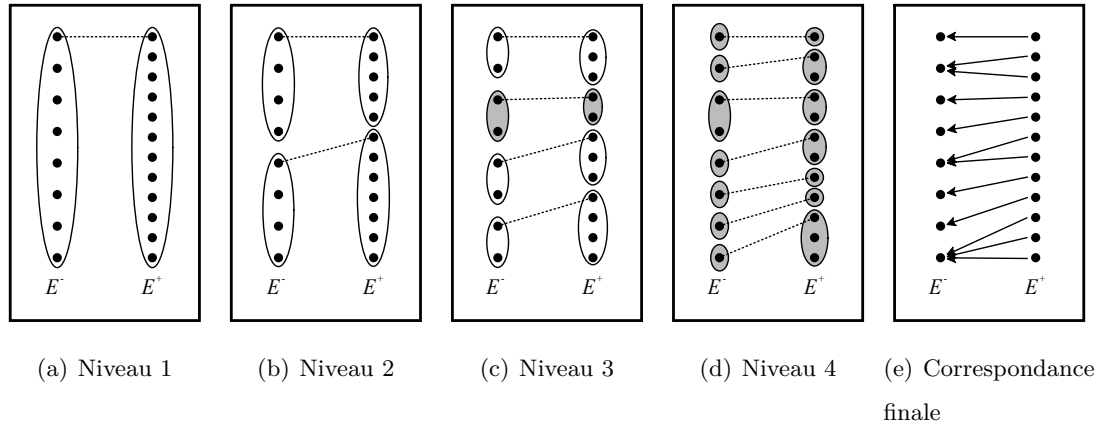 E- E+ E- E+ E- E+ E- E+ E- E+
(a) Niveau 1 (b) Niveau 2 (c) Niveau 3 (d) Niveau 4 (e) Correspondance
finale